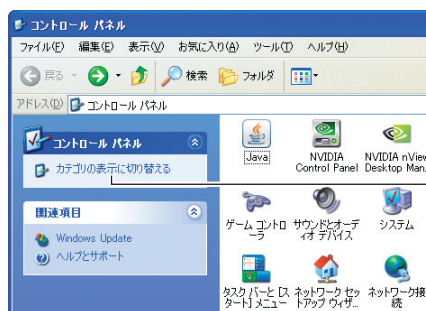 コントロール パネル
ファイル(F) 編集(E) 表示(V) お気に入り(A) ツール(T) ヘルプ(H)
戻る 検索 フォルダ
アドレス(D) コントロール パネル
コントロール パネル
カテゴリの表示に切り替える
関連項目
Windows Update
ヘルプとサポート
Java
NVIDIA
Control Panel
NVIDIA nView
Desktop Man
ゲーム コントロ
ーラ
サウンドとオーデ
ィオ デバイス
システム
タスク バーと [ス
タート] メニュー
ネットワーク セッ
トアップ ウィザ...
ネットワーク接
続